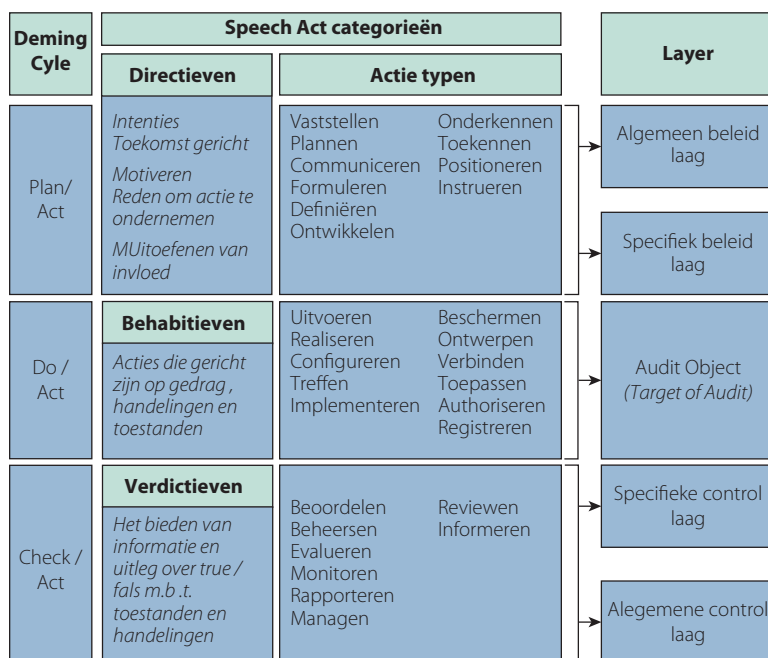 Deming
Cyle
Speech Act categorieën
Directieven
Actie typen
Layer
Plan/
Act
Intenties
Toekomst gericht
Motiveren
Reden om actie te
ondernemen
MUitoefenen van
invloed
Vaststellen
Plannen
Communiceren
Formuleren
Definiëren
Ontwikkelen
Onderkennen
Toekennen
Positioneren
Instrueren
Algemeen beleid
laag
Specifiek beleid
laag
Do /
Act
Behabitieven
Acties die gericht
zijn op gedrag ,
handelingen en
toestanden
Uitvoeren
Realiseren
Configureren
Treffen
Implementeren
Beschermen
Ontwerpen
Verbinden
Toepassen
Authoriseren
Registreren
Audit Object
(Target of Audit)
Check /
Act
Verdictieven
Het bieden van
informatie en
uitleg over true /
fals m.b .t.
toestanden en
handelingen
Beoordelen
Beheersen
Evalueren
Monitoren
Rapporteren
Managen
Reviewen
Informeren
Specifieke control
laag
Alegemene control
laag